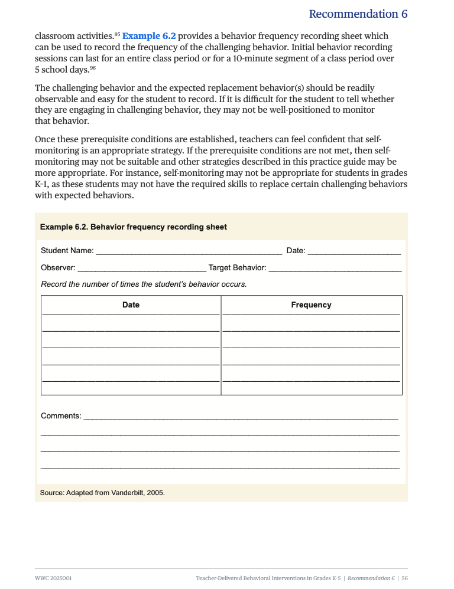 Recommendation 6
classroom activities.⁹⁵ Example 6.2 provides a behavior frequency recording sheet which
can be used to record the frequency of the challenging behavior. Initial behavior recording
sessions can last for an entire class period or for a 10-minute segment of a class period over
5 school days.⁹⁶
The challenging behavior and the expected replacement behavior(s) should be readily
observable and easy for the student to record. If it is difficult for the student to tell whether
they are engaging in challenging behavior, they may not be well-positioned to monitor
that behavior.
Once these prerequisite conditions are established, teachers can feel confident that self-
monitoring is an appropriate strategy. If the prerequisite conditions are not met, then self-
monitoring may not be suitable and other strategies described in this practice guide may be
more appropriate. For instance, self-monitoring may not be appropriate for students in grades
K-1, as these students may not have the required skills to replace certain challenging behaviors
with expected behaviors.
Example 6.2. Behavior frequency recording sheet
Student Name: Date:
Observer: Target Behavior:
Record the number of times the student's behavior occurs.
Date Frequency
Comments:
Source: Adapted from Vanderbilt, 2005.
WWC 2025001 Teacher-Delivered Behavioral Interventions in Grades K-5 | Recommendation 6 | 56